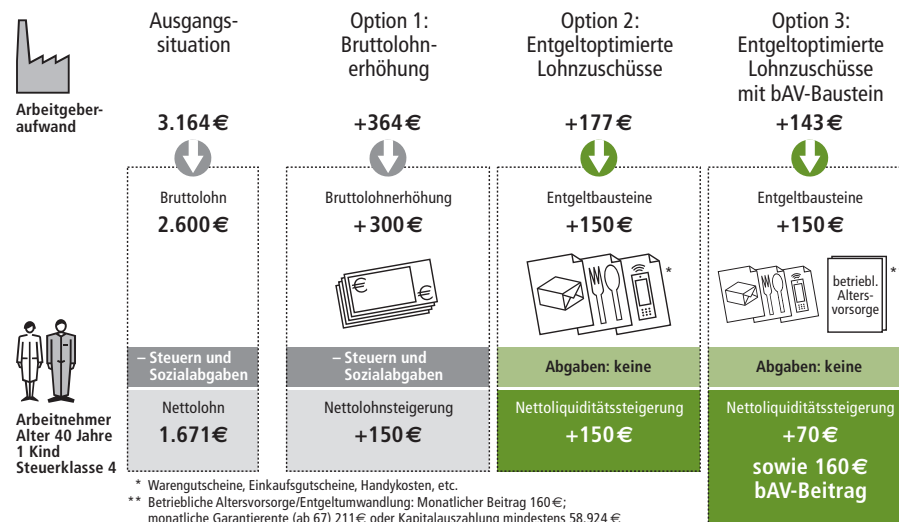 Ausgangs-
situation
Option 1:
Bruttolohn-
erhöhung
Option 2:
Entgeltoptimierte
Lohnzuschüsse
Option 3:
Entgeltoptimierte
Lohnzuschüsse
mit bAV-Baustein
Arbeitgeber-
aufwand
3.164 €
+364 €
+177 €
+143 €
Bruttolohn
2.600 €
Bruttolohnerhöhung
+300 €
Entgeltbausteine
+150 €
Entgeltbausteine
+150 €
€
€
*
betriebl.
Alters-
vorsorge
*
– Steuern und
Sozialabgaben
– Steuern und
Sozialabgaben
Abgaben: keine
Abgaben: keine
Arbeitnehmer
Alter 40 Jahre
1 Kind
Steuerklasse 4
Nettolohn
1.671 €
Nettolohnsteigerung
+150 €
Nettoliquiditätssteigerung
+150 €
Nettoliquiditätssteigerung
+70 €
sowie 160 €
bAV-Beitrag
* Warengutscheine, Einkaufsgutscheine, Handykosten, etc.
** Betriebliche Altersvorsorge/Entgeltumwandlung: Monatlicher Beitrag 160 €;
monatliche Garantierente (ab 67) 211 € oder Kapitalauszahlung mindestens 58.924 €